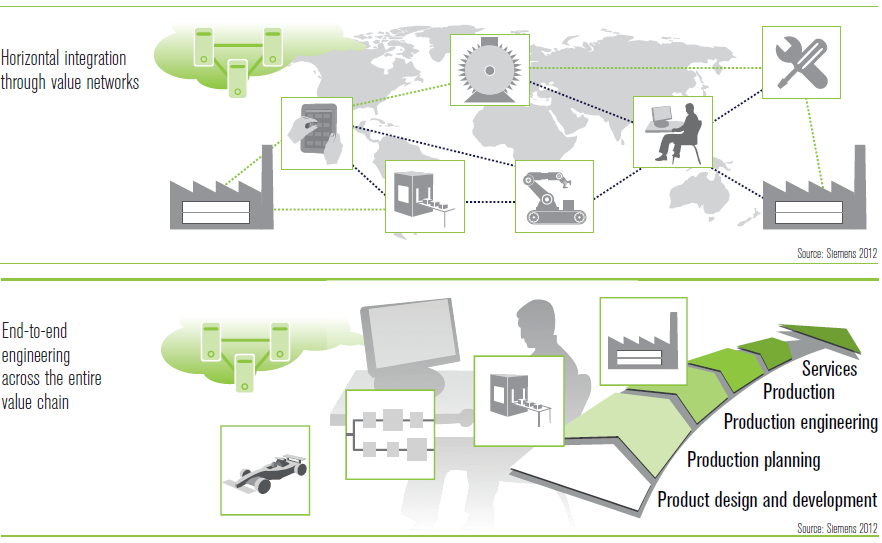 Horizontal integration
through value networks
Source: Siemens 2012
End-to-end
engineering
across the entire
value chain
Services
Production
Production engineering
Production planning
Product design and development
Source: Siemens 2012